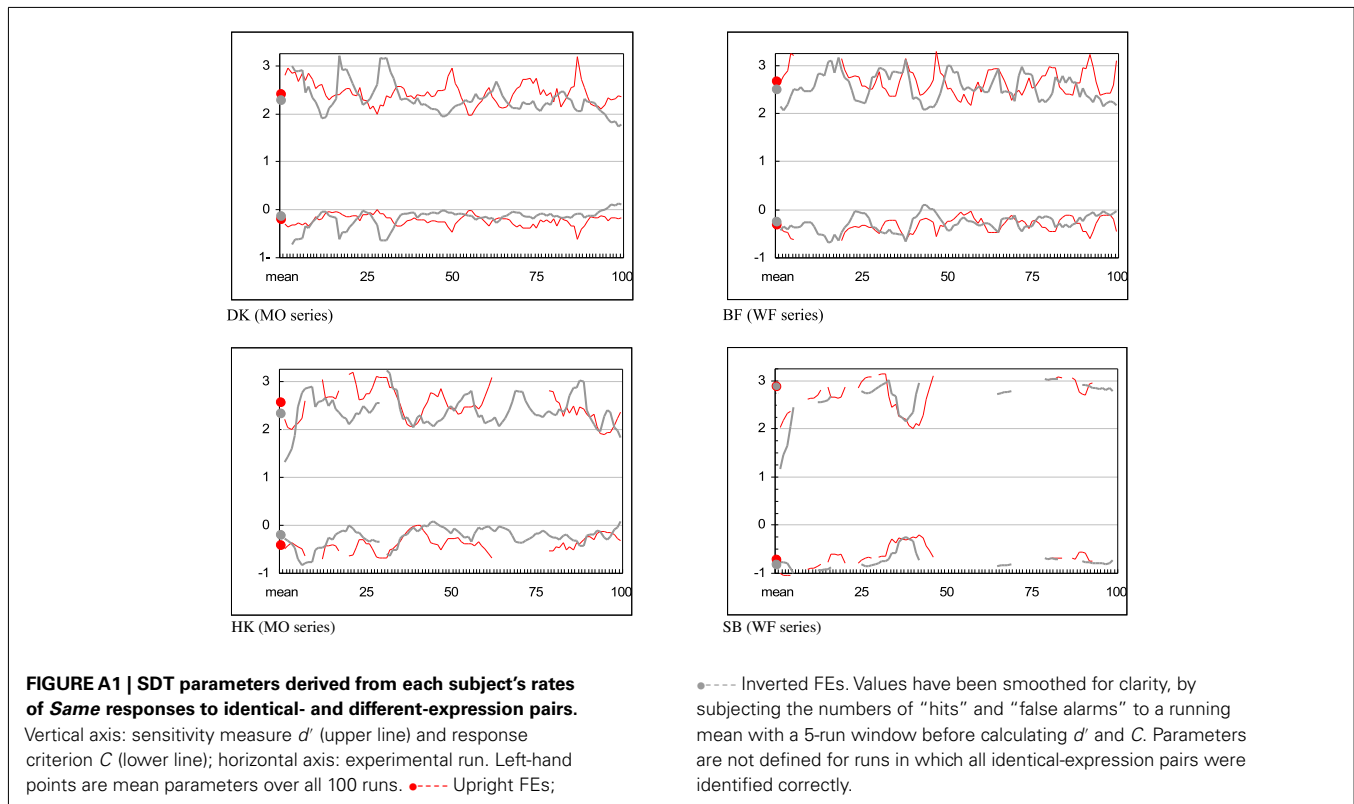 3
2
1
0
1-
mean 25 50 75 100
DK (MO series)
3
2
1
0
-1
mean 25 50 75 100
BF (WF series)
3
2
1
0
-1
mean 25 50 75 100
HK (MO series)
3
2
1
0
-1
mean 25 50 75 100
SB (WF series)
FIGURE A1 | SDT parameters derived from each subject's rates
of Same responses to identical- and different-expression pairs.
Vertical axis: sensitivity measure d′ (upper line) and response
criterion C (lower line); horizontal axis: experimental run. Left-hand
points are mean parameters over all 100 runs. ●---- Upright FEs;
●---- Inverted FEs. Values have been smoothed for clarity, by
subjecting the numbers of “hits” and “false alarms” to a running
mean with a 5-run window before calculating d′ and C. Parameters
are not defined for runs in which all identical-expression pairs were
identified correctly.